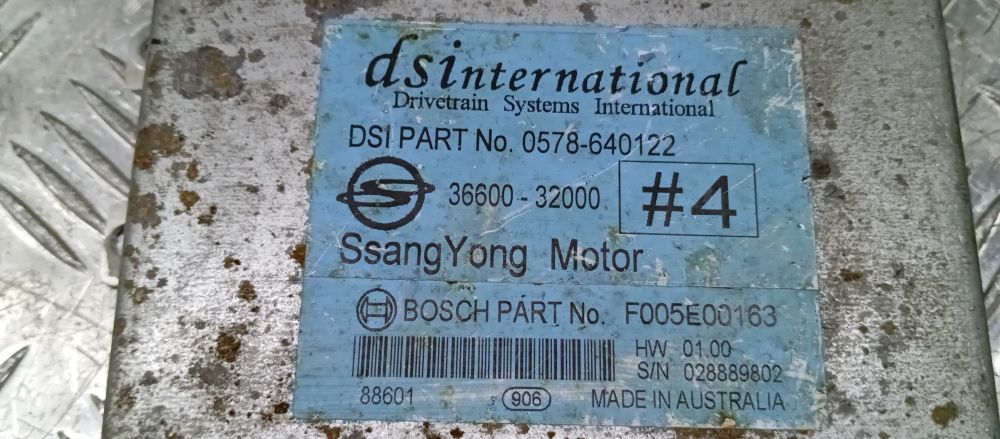 dsinternational
Drivetrain Systems International
DSI PART No. 0578-640122
36600 - 32000 #4
SsangYong Motor
BOSCH PART No. F005E00163
HW 01.00
S/N 028889802
88601 906 MADE IN AUSTRALIA